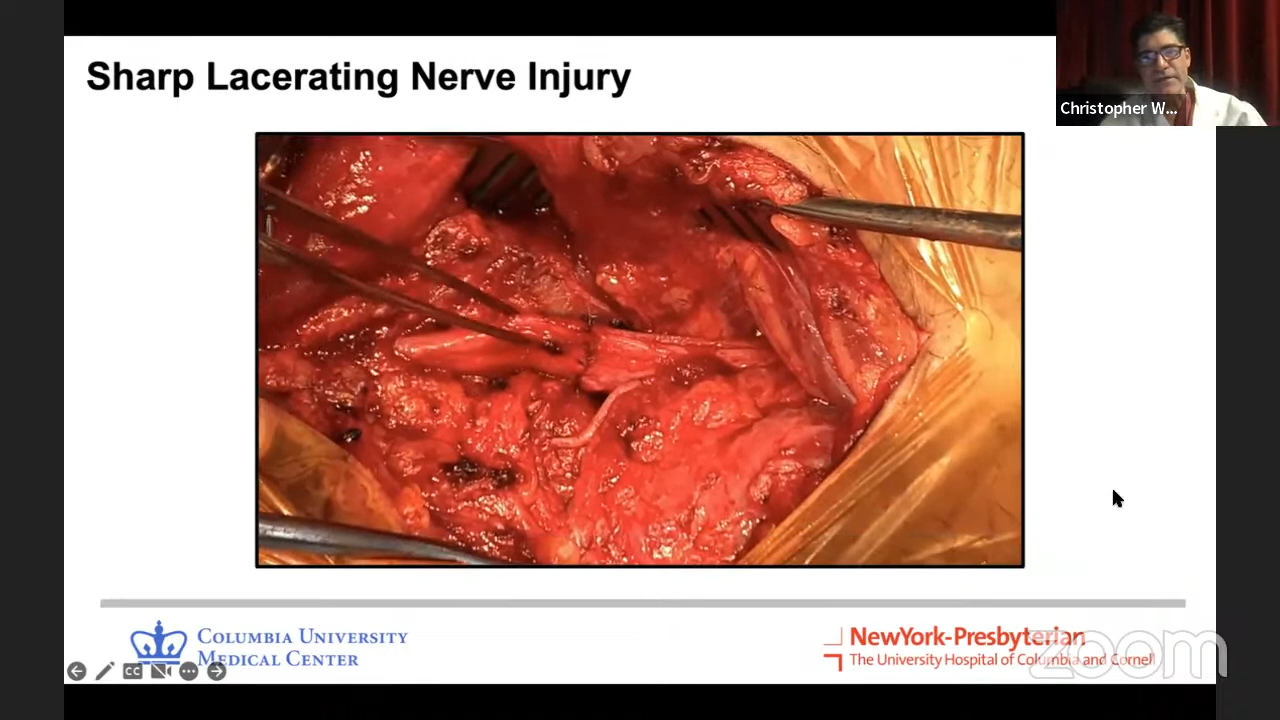 Sharp Lacerating Nerve Injury
Christopher W...
COLUMBIA UNIVERSITY
MEDICAL CENTER
NewYork-Presbyterian
The University Hospital of Columbia and Cornell
zoom
CC